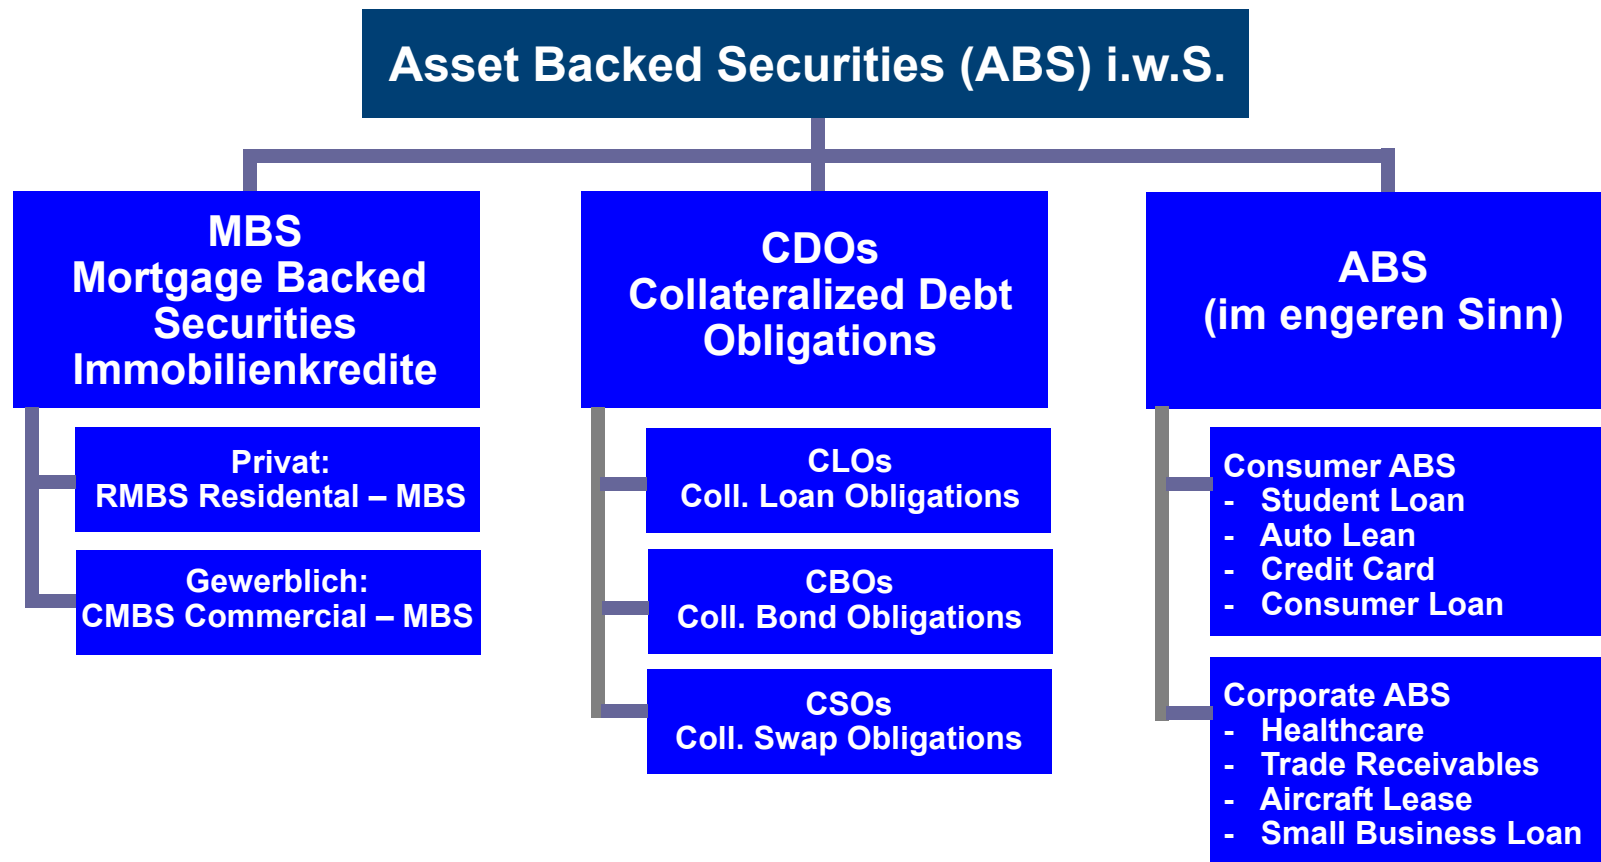 Asset Backed Securities (ABS) i.w.S.
MBS
Mortgage Backed
Securities
Immobilienkredite
Privat:
RMBS Residental – MBS
Gewerblich:
CMBS Commercial – MBS
CDOs
Collateralized Debt
Obligations
CLOs
Coll. Loan Obligations
CBOs
Coll. Bond Obligations
CSOs
Coll. Swap Obligations
ABS
(im engeren Sinn)
Consumer ABS
- Student Loan
- Auto Lean
- Credit Card
- Consumer Loan
Corporate ABS
- Healthcare
- Trade Receivables
- Aircraft Lease
- Small Business Loan